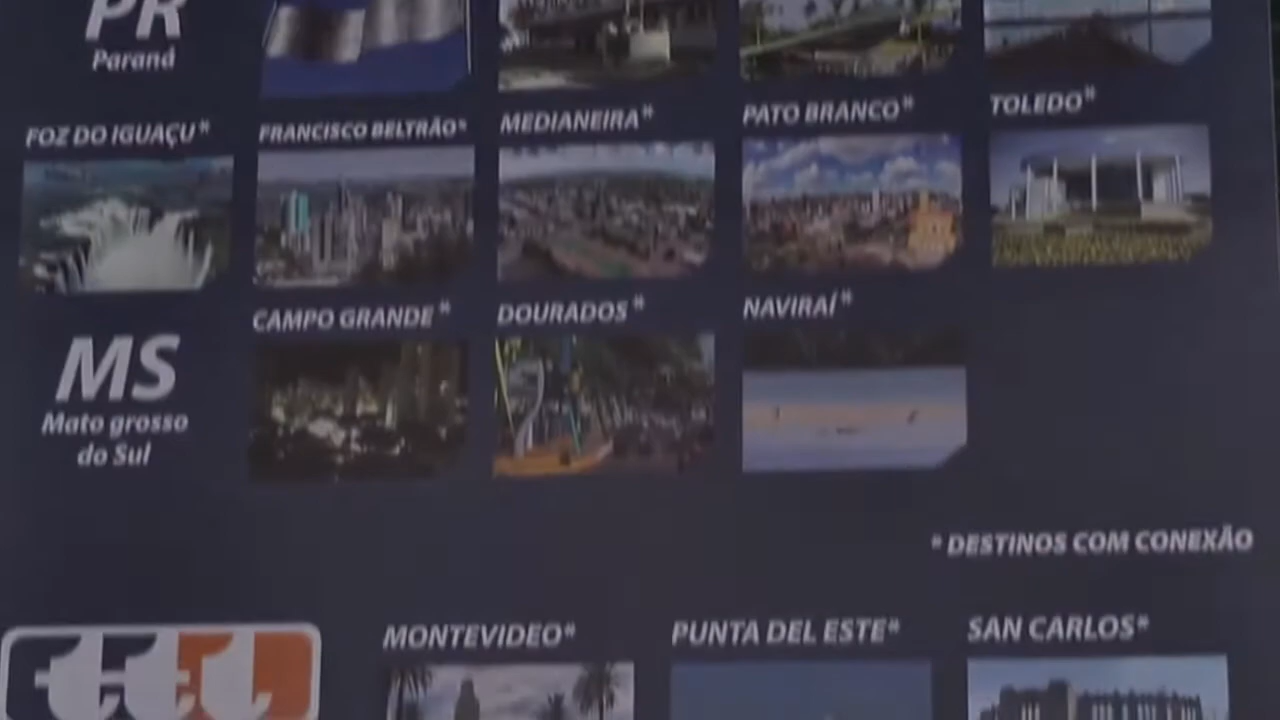 PR
Paraná
FOZ DO IGUAÇU*
FRANCISCO BELTRÃO*
MEDIANEIRA*
PATO BRANCO*
TOLEDO*
MS
Mato grosso
do Sul
CAMPO GRANDE*
DOURADOS*
NAVIRAÍ*
* DESTINOS COM CONEXÃO
ttl
MONTEVIDEO*
PUNTA DEL ESTE*
SAN CARLOS*